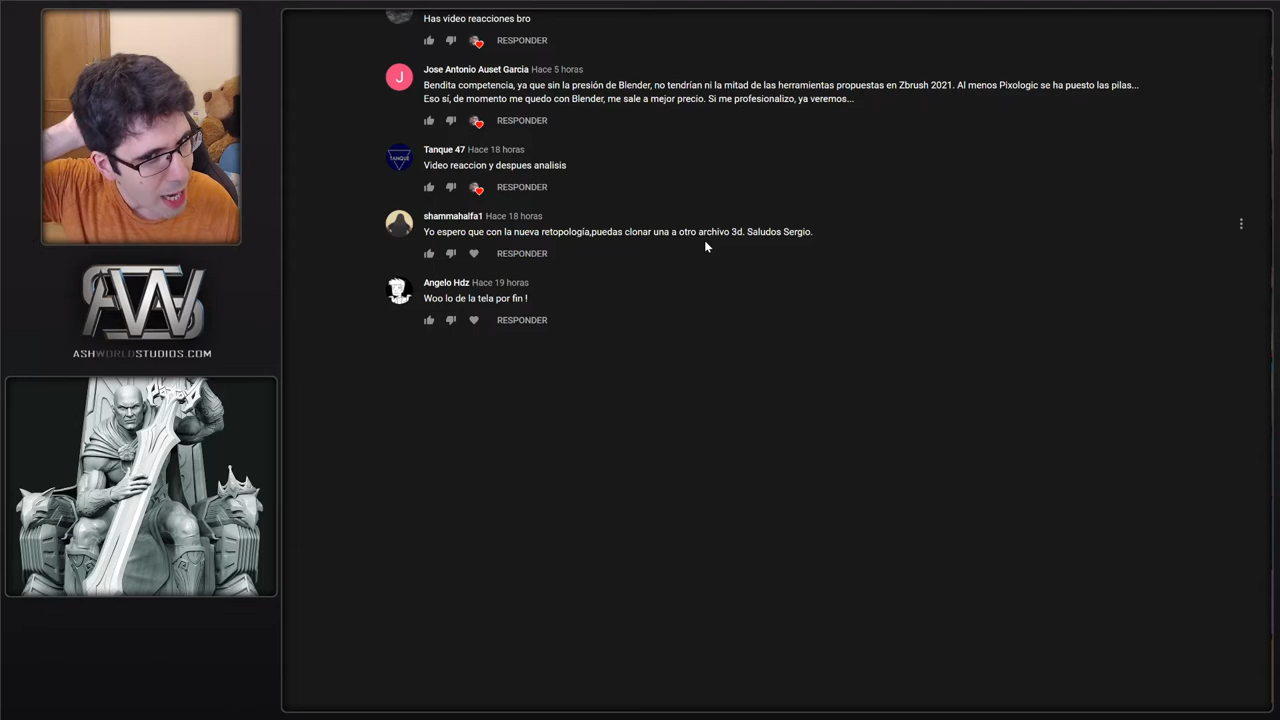 Has video reacciones bro
RESPONDER
Jose Antonio Auset Garcia Hace 5 horas
Bendita competencia, ya que sin la presión de Blender, no tendrían ni la mitad de las herramientas propuestas en Zbrush 2021. Al menos Pixologic se ha puesto las pilas...
Eso sí, de momento me quedo con Blender, me sale a mejor precio. Si me profesionalizo, ya veremos...
RESPONDER
Tanque 47 Hace 18 horas
Video reaccion y despues analisis
RESPONDER
shammahalfa1 Hace 18 horas
Yo espero que con la nueva retopología,puedas clonar una a otro archivo 3d. Saludos Sergio.
RESPONDER
Angelo Hdz Hace 19 horas
Woo lo de la tela por fin !
RESPONDER
J
TANQUE
ASHWORLDSTUDIOS.COM